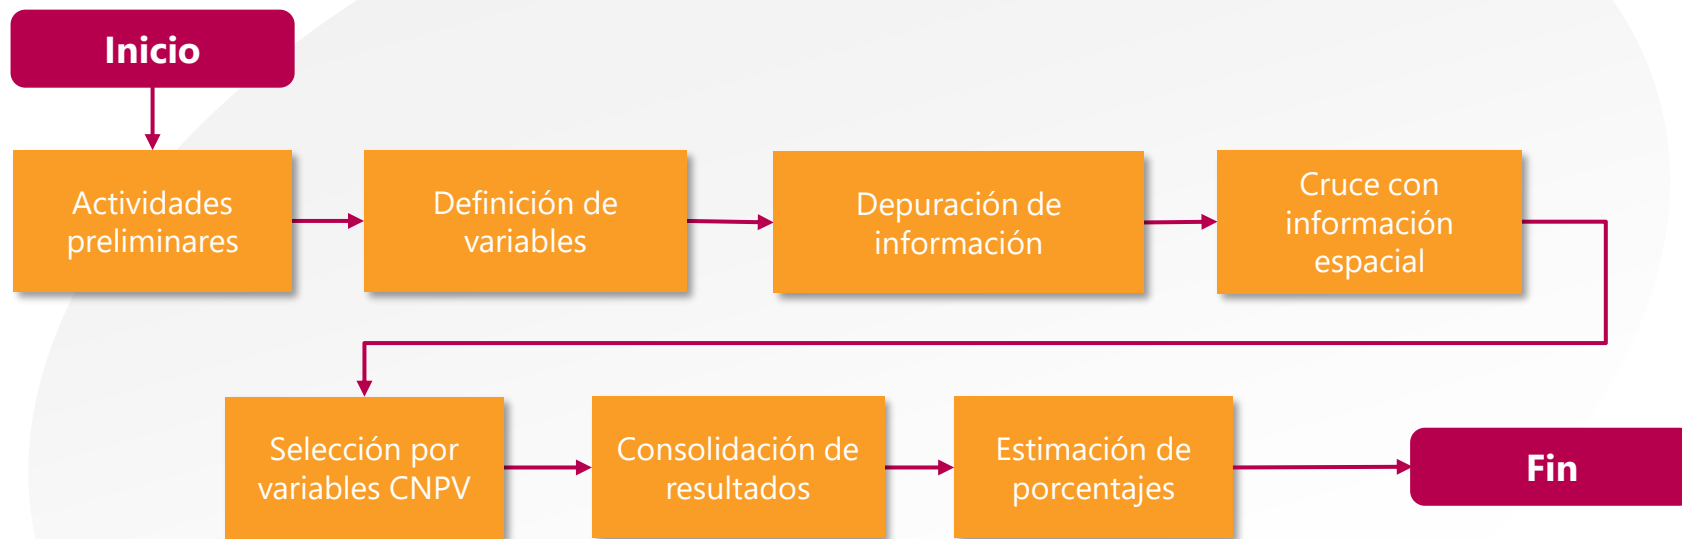 Inicio
Actividades
preliminares
Definición de
variables
Depuración de
información
Cruce con
información
espacial
Selección por
variables CNPV
Consolidación de
resultados
Estimación de
porcentajes
Fin